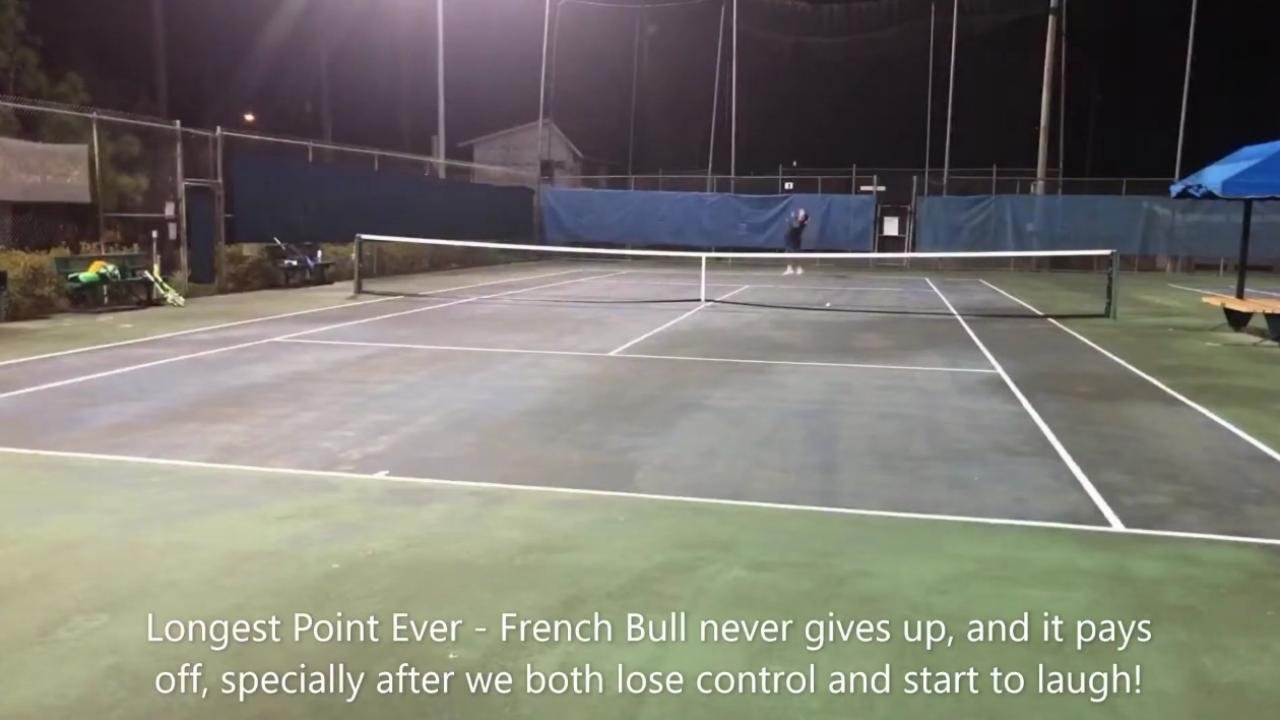 Longest Point Ever - French Bull never gives up, and it pays
off, specially after we both lose control and start to laugh!